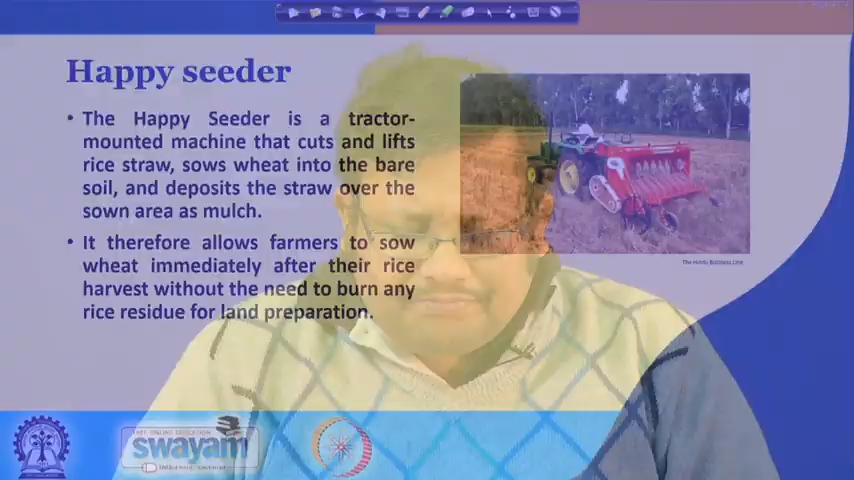 Happy seeder
• The Happy Seeder is a tractor-
mounted machine that cuts and lifts
rice straw, sows wheat into the bare
soil, and deposits the straw over the
sown area as mulch.
• It therefore allows farmers to sow
wheat immediately after their rice
harvest without the need to burn any
rice residue for land preparation.
The Hindu Business Line
FREE ONLINE EDUCATION
swayam